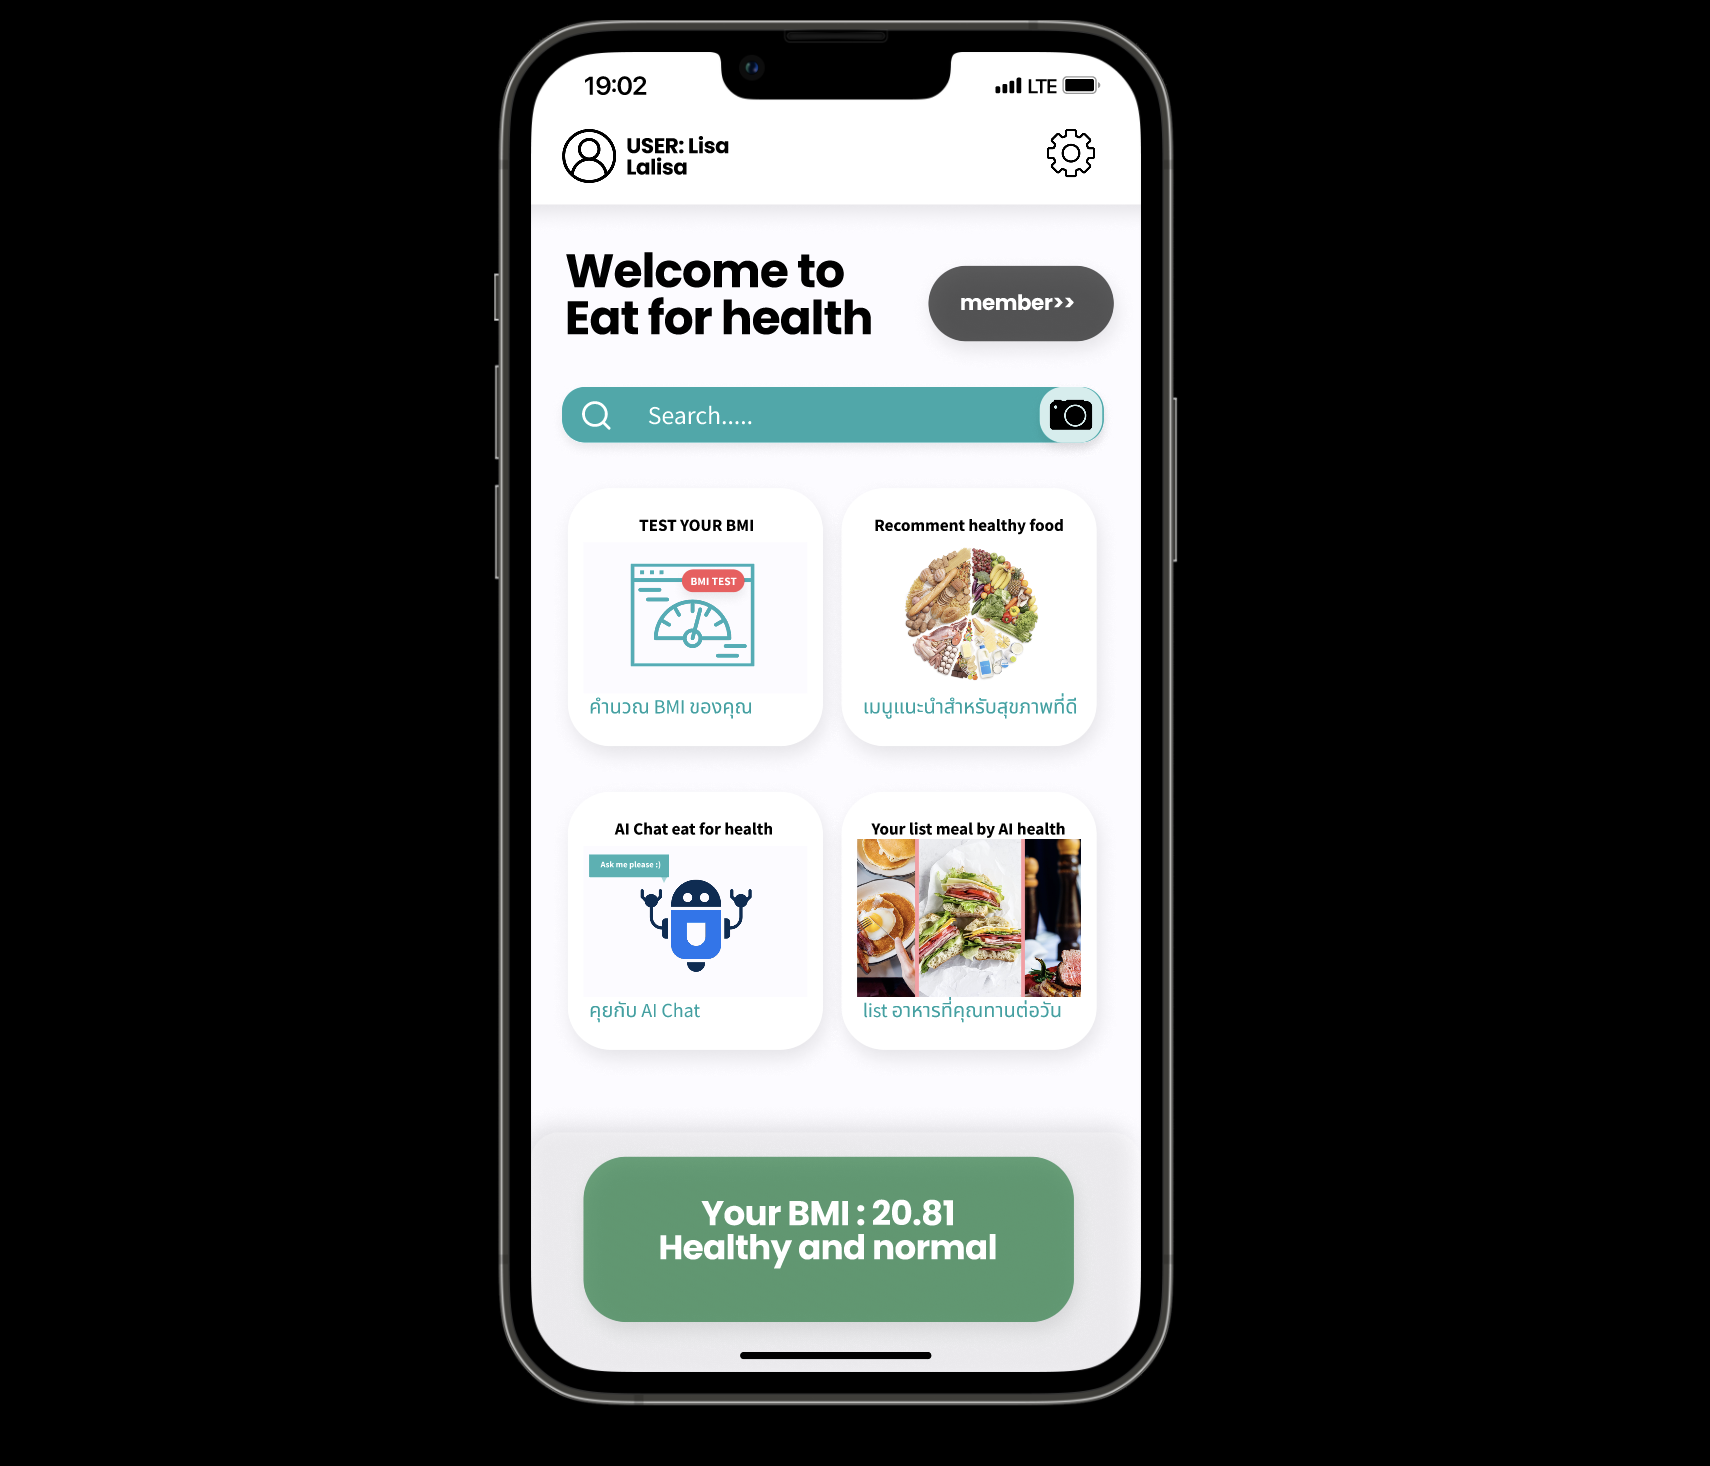 19:02
LTE
USER: Lisa
Lalisa
Welcome to
Eat for health
member>>
Search.....
TEST YOUR BMI
BMI TEST
คำนวณ BMI ของคุณ
Recomment healthy food
เมนูแนะนำสำหรับสุขภาพที่ดี
AI Chat eat for health
Ask me please :)
คุยกับ AI Chat
Your list meal by AI health
list อาหารที่คุณทานต่อวัน
Your BMI : 20.81
Healthy and normal